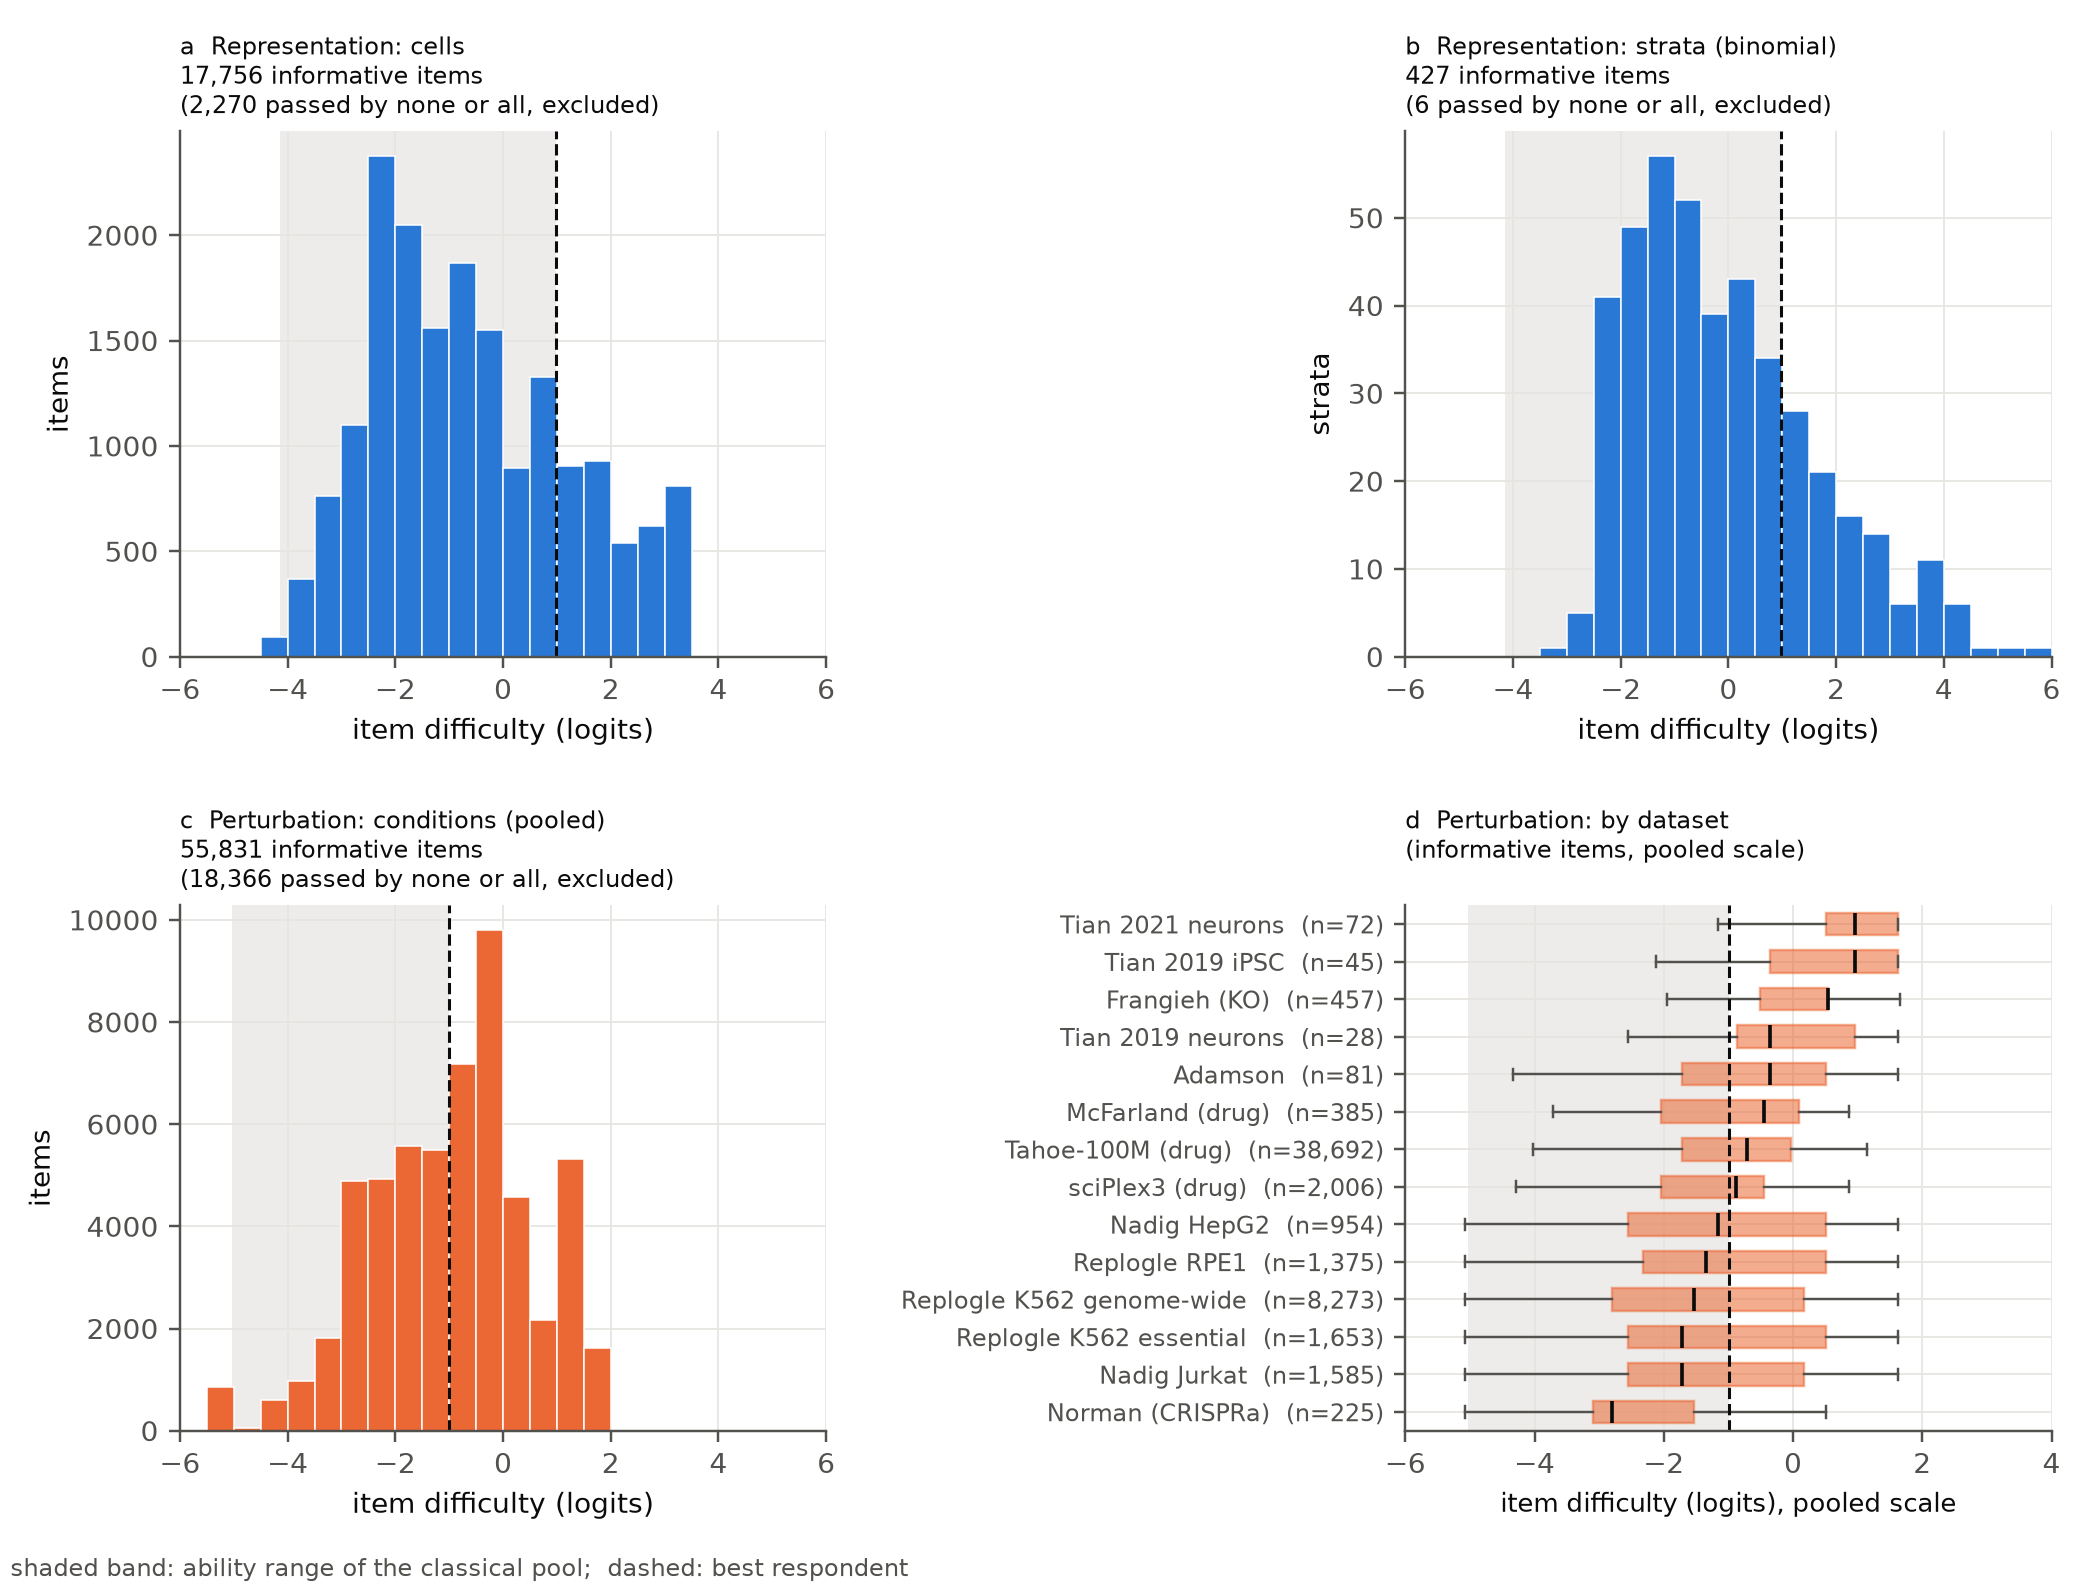 a  Representation: cells
17,756 informative items
(2,270 passed by none or all, excluded)
items
2000
1500
1000
500
0
−6 −4 −2 0 2 4 6
item difficulty (logits)
b  Representation: strata (binomial)
427 informative items
(6 passed by none or all, excluded)
strata
50
40
30
20
10
0
−6 −4 −2 0 2 4 6
item difficulty (logits)
c  Perturbation: conditions (pooled)
55,831 informative items
(18,366 passed by none or all, excluded)
items
10000
8000
6000
4000
2000
0
−6 −4 −2 0 2 4 6
item difficulty (logits)
d  Perturbation: by dataset
(informative items, pooled scale)
Tian 2021 neurons  (n=72)
Tian 2019 iPSC  (n=45)
Frangieh (KO)  (n=457)
Tian 2019 neurons  (n=28)
Adamson  (n=81)
McFarland (drug)  (n=385)
Tahoe-100M (drug)  (n=38,692)
sciPlex3 (drug)  (n=2,006)
Nadig HepG2  (n=954)
Replogle RPE1  (n=1,375)
Replogle K562 genome-wide  (n=8,273)
Replogle K562 essential  (n=1,653)
Nadig Jurkat  (n=1,585)
Norman (CRISPRa)  (n=225)
−6 −4 −2 0 2 4
item difficulty (logits), pooled scale
shaded band: ability range of the classical pool;  dashed: best respondent